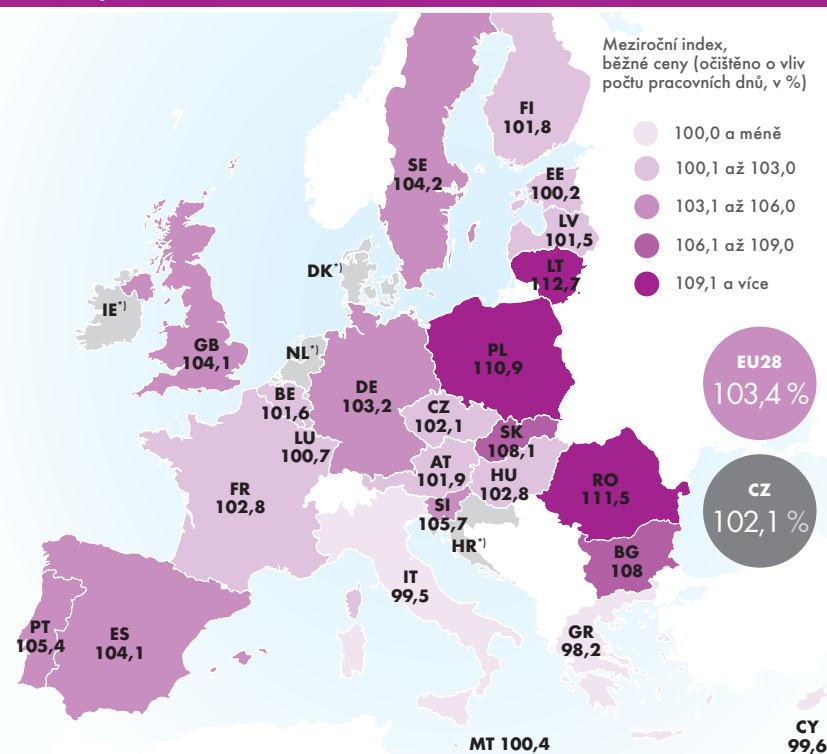 Meziroční index,
běžné ceny (očištěno o vliv
počtu pracovních dnů, v %)
100,0 a méně
100,1 až 103,0
103,1 až 106,0
106,1 až 109,0
109,1 a více
FI
101,8
SE
104,2
EE
100,2
LV
101,5
LT
112,7
DK*)
IE*)
GB
104,1
NL*)
PL
110,9
EU28
103,4 %
DE
103,2
BE
101,6
CZ
102,1
LU
100,7
SK
108,1
AT
101,9
HU
102,8
RO
111,5
CZ
102,1 %
FR
102,8
SI
105,7
HR*)
BG
108
IT
99,5
PT
105,4
ES
104,1
GR
98,2
MT 100,4
CY
99,6